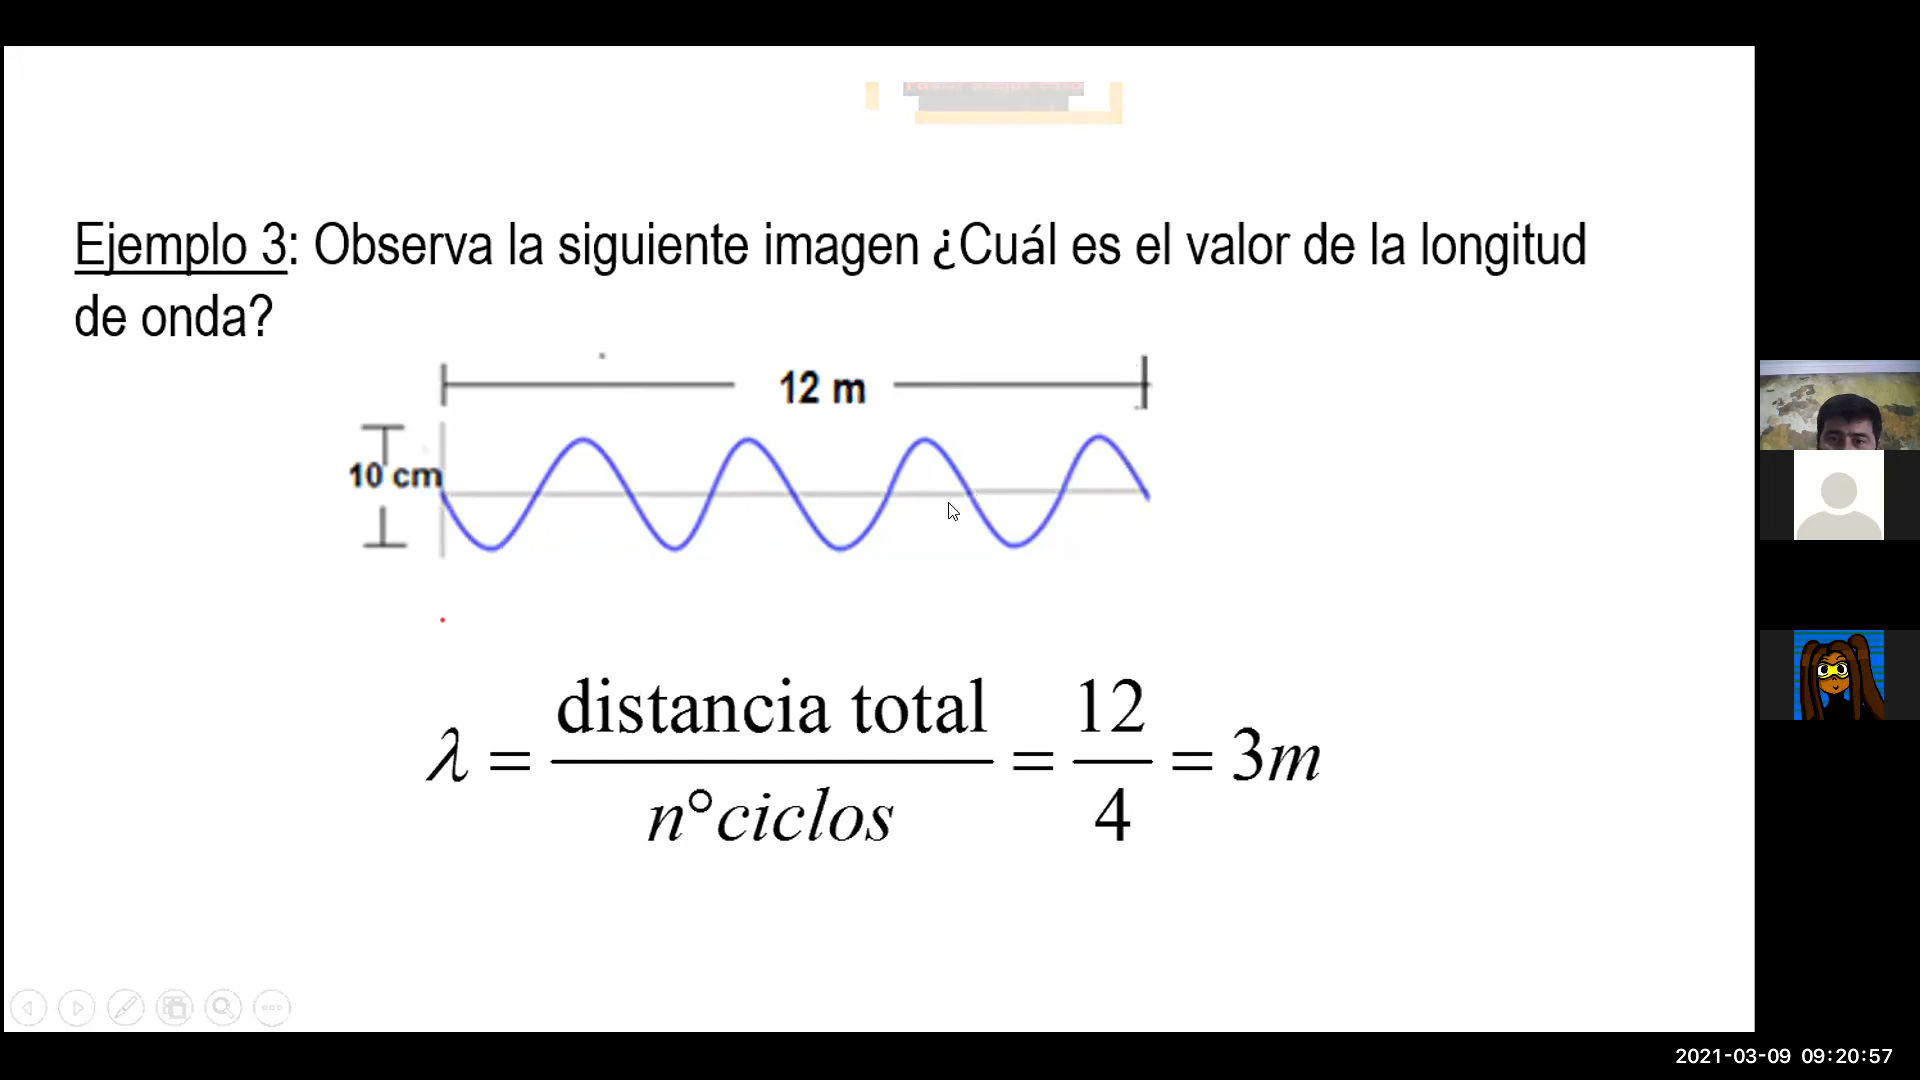 Ejemplo 3: Observa la siguiente imagen ¿Cuál es el valor de la longitud
de onda?
12 m
10 cm
λ = distancia total / n°ciclos = 12 / 4 = 3m
2021-03-09 09:20:57